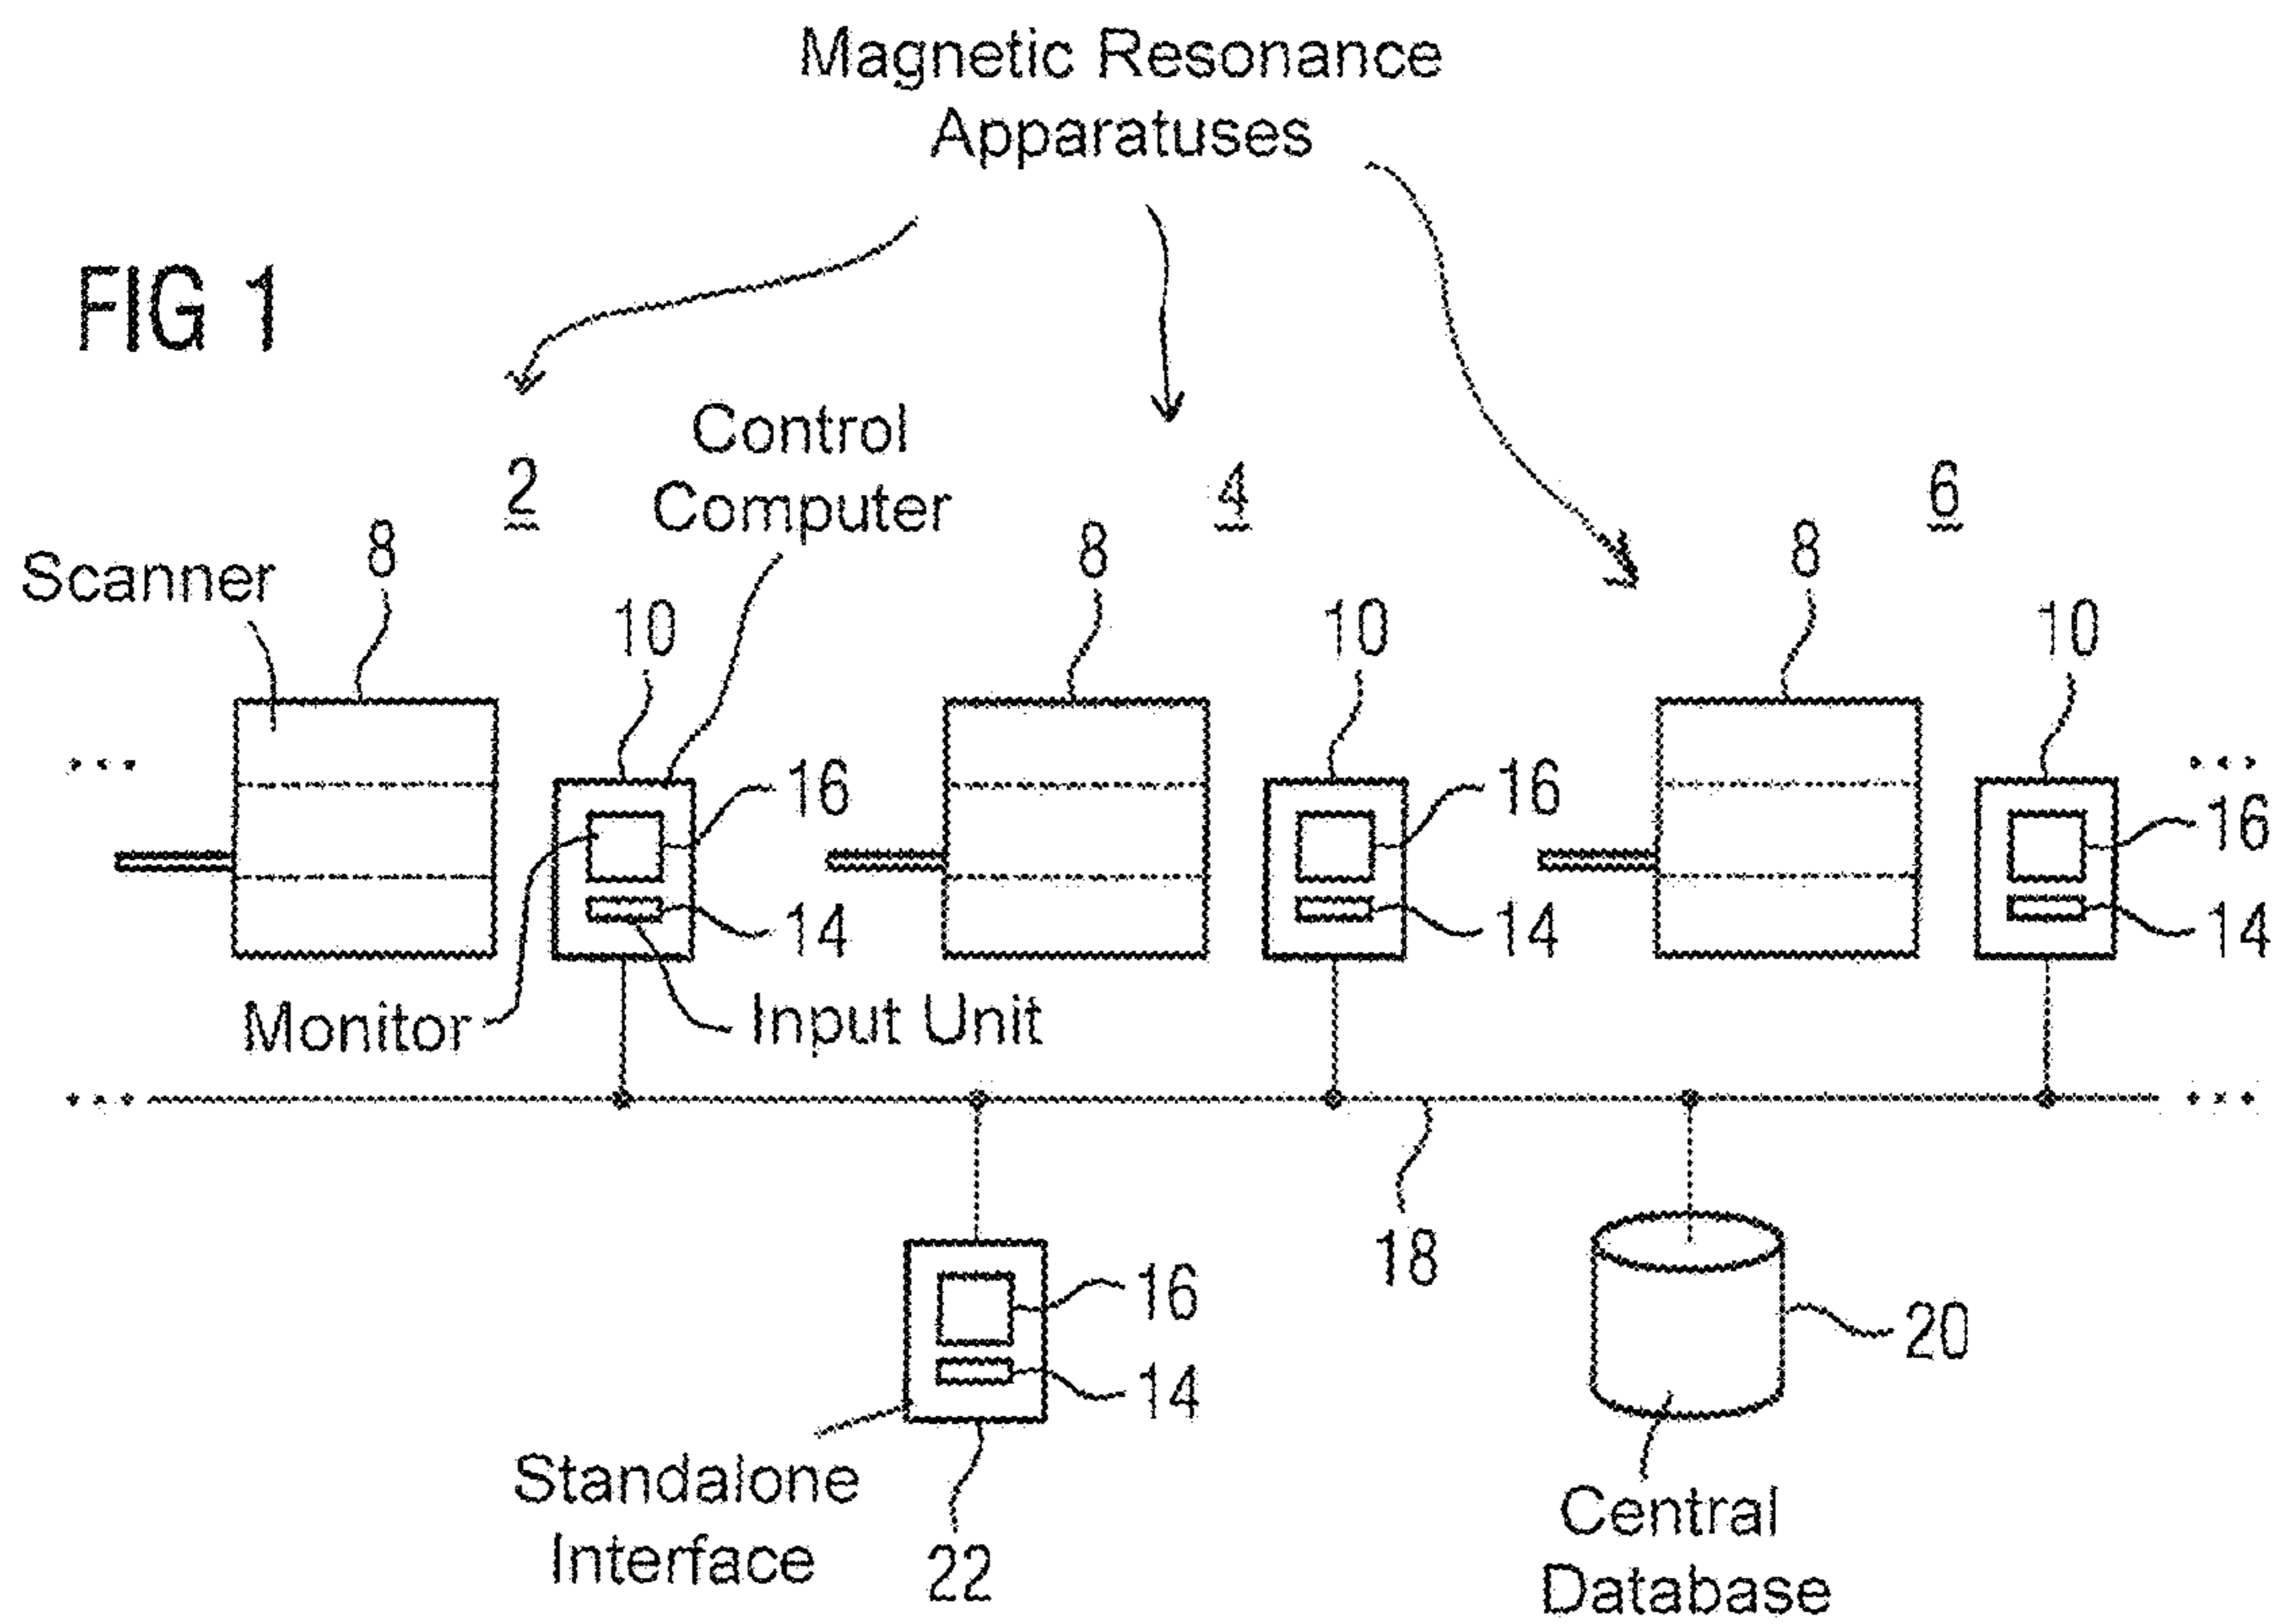 Magnetic Resonance
Apparatuses
FIG 1
Control
Computer
2
4
6
Scanner
8
8
8
10
10
10
16
16
16
14
14
14
Monitor
Input Unit
18
16
14
20
Standalone
Interface
22
Central
Database